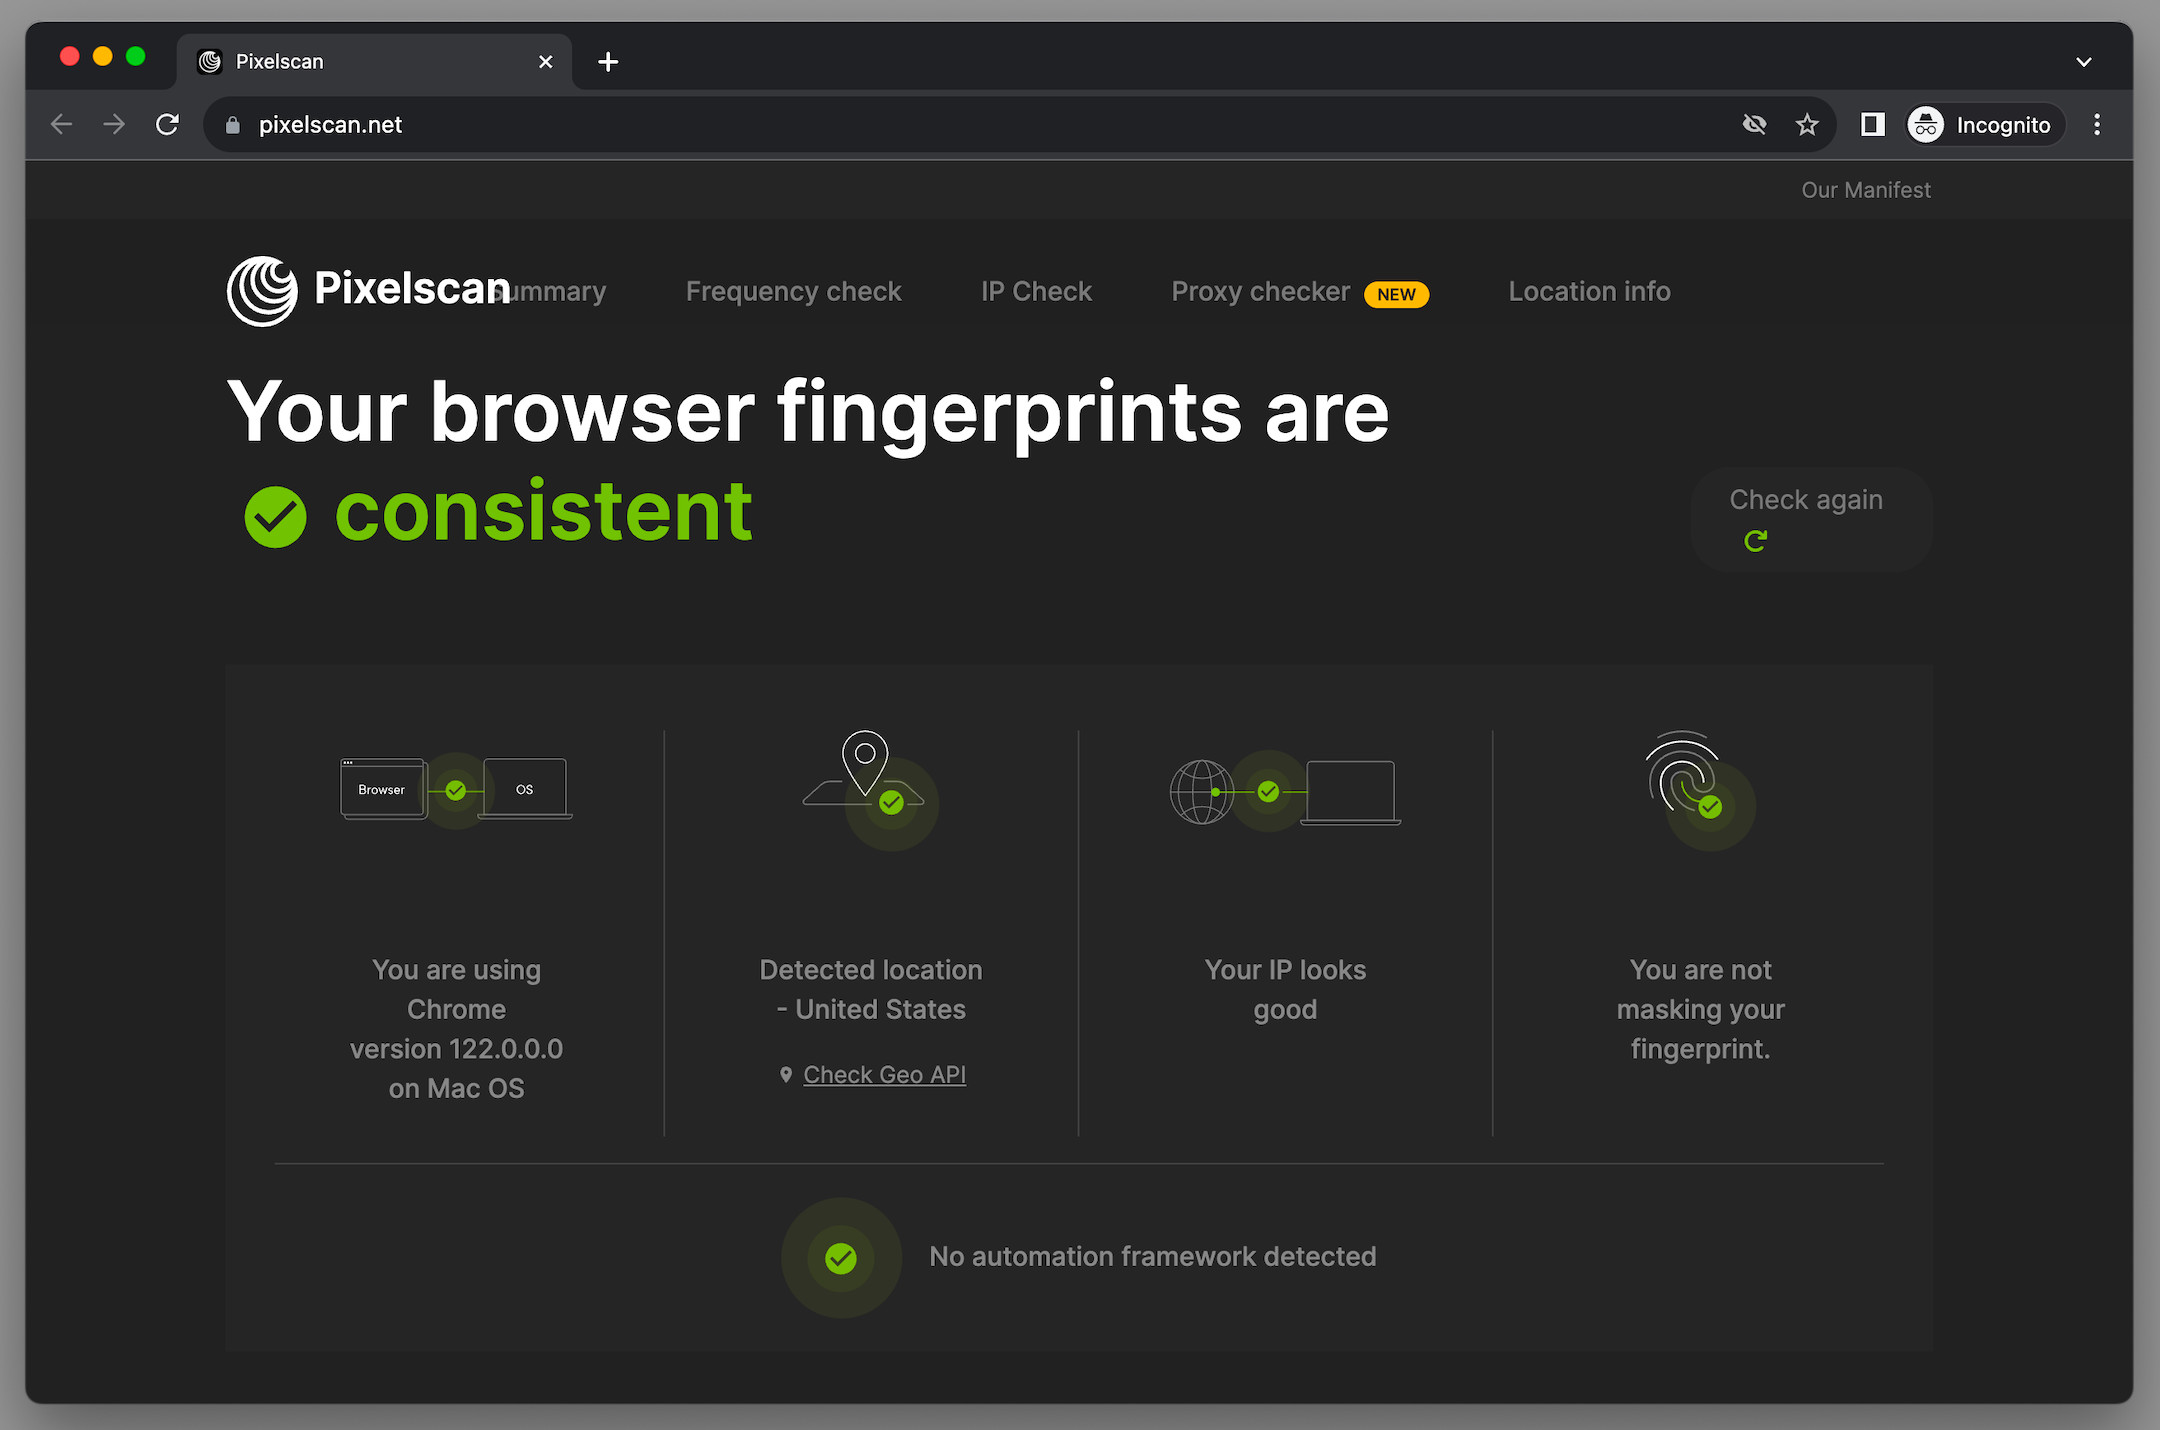 Pixelscan
pixelscan.net
Incognito
Our Manifest
Pixelscan
Summary
Frequency check
IP Check
Proxy checker NEW
Location info
Your browser fingerprints are
consistent
Check again
Browser
OS
You are using
Chrome
version 122.0.0.0
on Mac OS
Detected location
- United States
Check Geo API
Your IP looks
good
You are not
masking your
fingerprint.
No automation framework detected